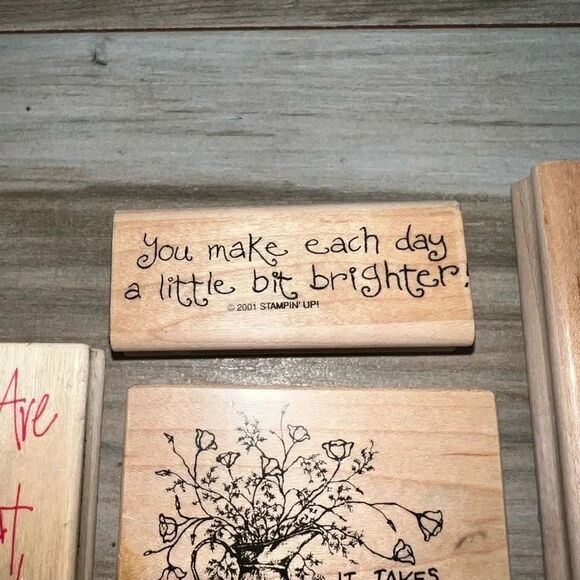 You make each day
a little bit brighter!
© 2001 STAMPIN' UP!
Are
IT TAKES